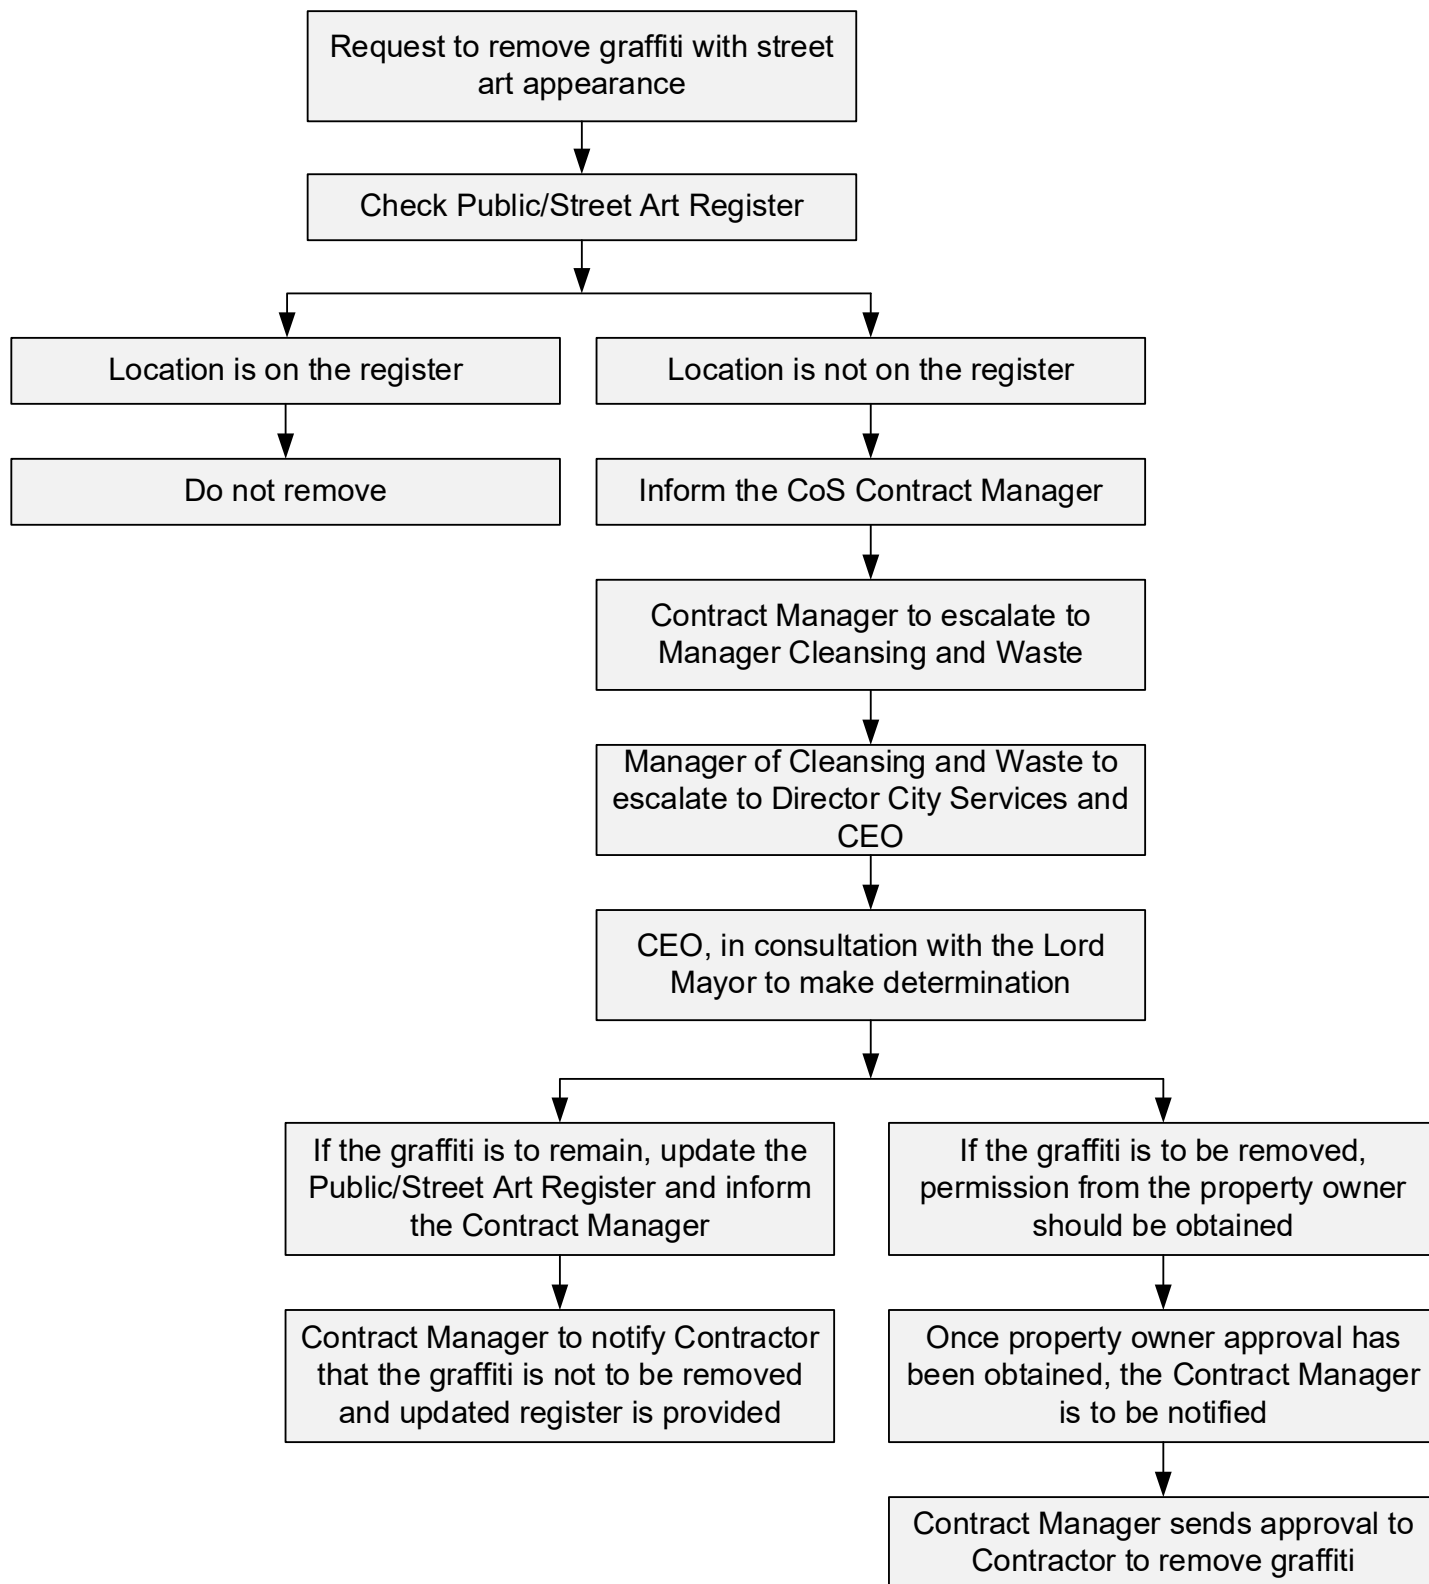 Request to remove graffiti with street
art appearance
Check Public/Street Art Register
Location is on the register
Location is not on the register
Do not remove
Inform the CoS Contract Manager
Contract Manager to escalate to
Manager Cleansing and Waste
Manager of Cleansing and Waste to
escalate to Director City Services and
CEO
CEO, in consultation with the Lord
Mayor to make determination
If the graffiti is to remain, update the
Public/Street Art Register and inform
the Contract Manager
If the graffiti is to be removed,
permission from the property owner
should be obtained
Contract Manager to notify Contractor
that the graffiti is not to be removed
and updated register is provided
Once property owner approval has
been obtained, the Contract Manager
is to be notified
Contract Manager sends approval to
Contractor to remove graffiti